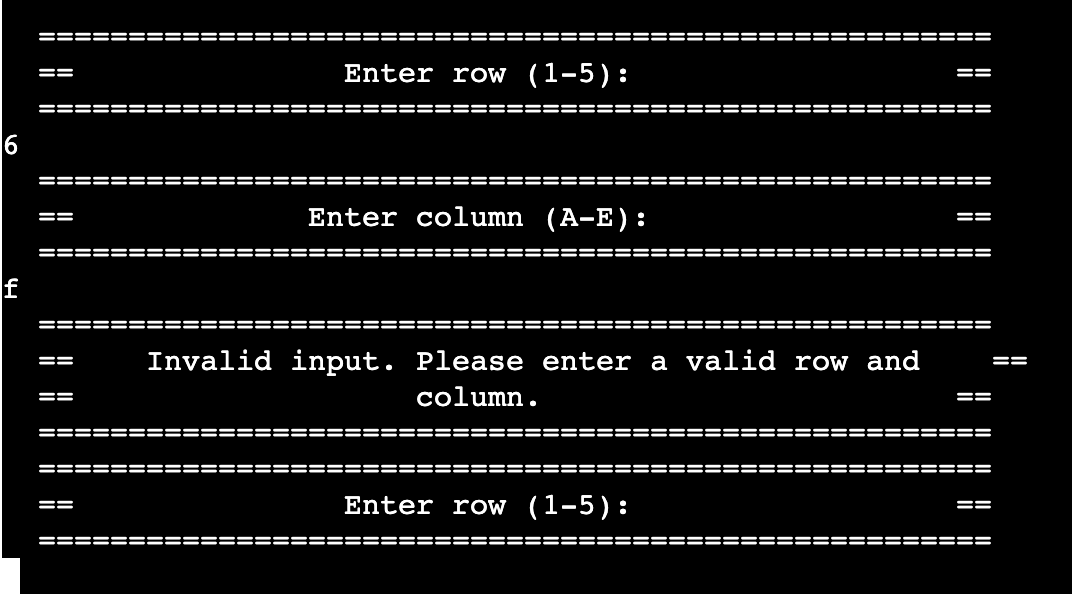 =====================================================
==               Enter row (1-5):                  ==
=====================================================
6
=====================================================
==             Enter column (A-E):                 ==
=====================================================
f
=====================================================
==    Invalid input. Please enter a valid row and    ==
==                   column.                       ==
=====================================================
=====================================================
==               Enter row (1-5):                  ==
=====================================================